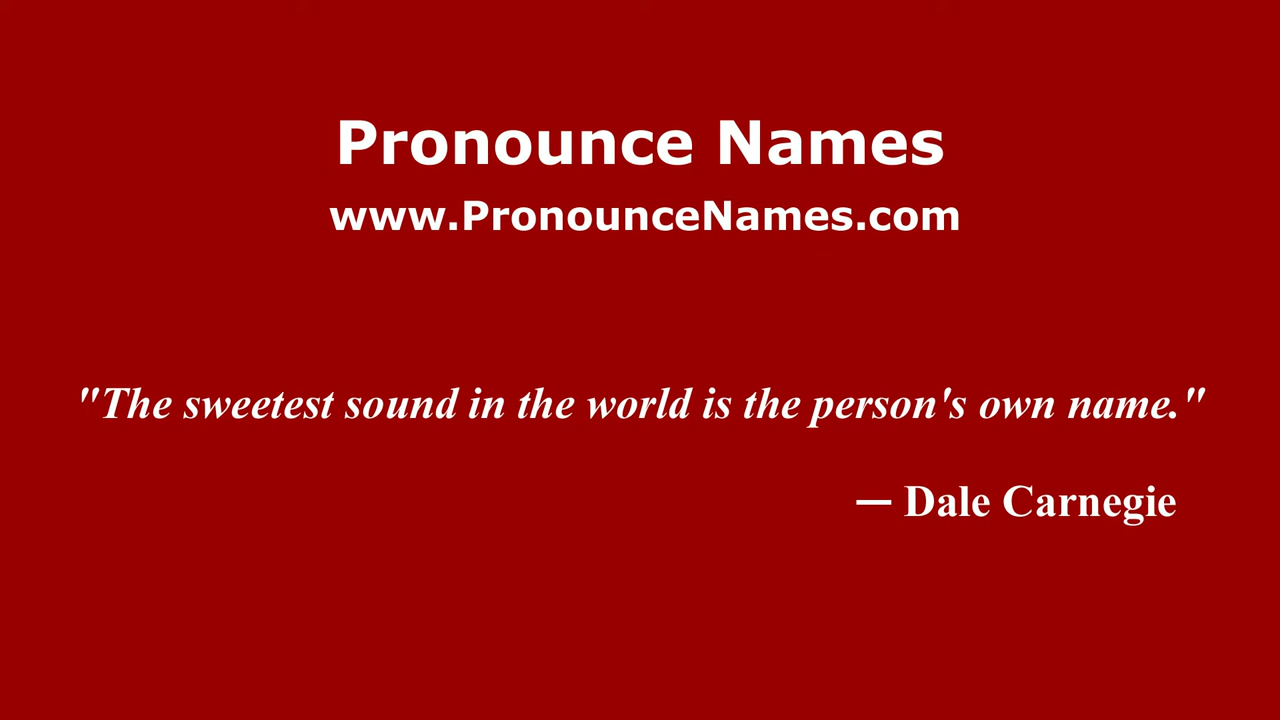 Pronounce Names
www.PronounceNames.com
"The sweetest sound in the world is the person's own name."
— Dale Carnegie